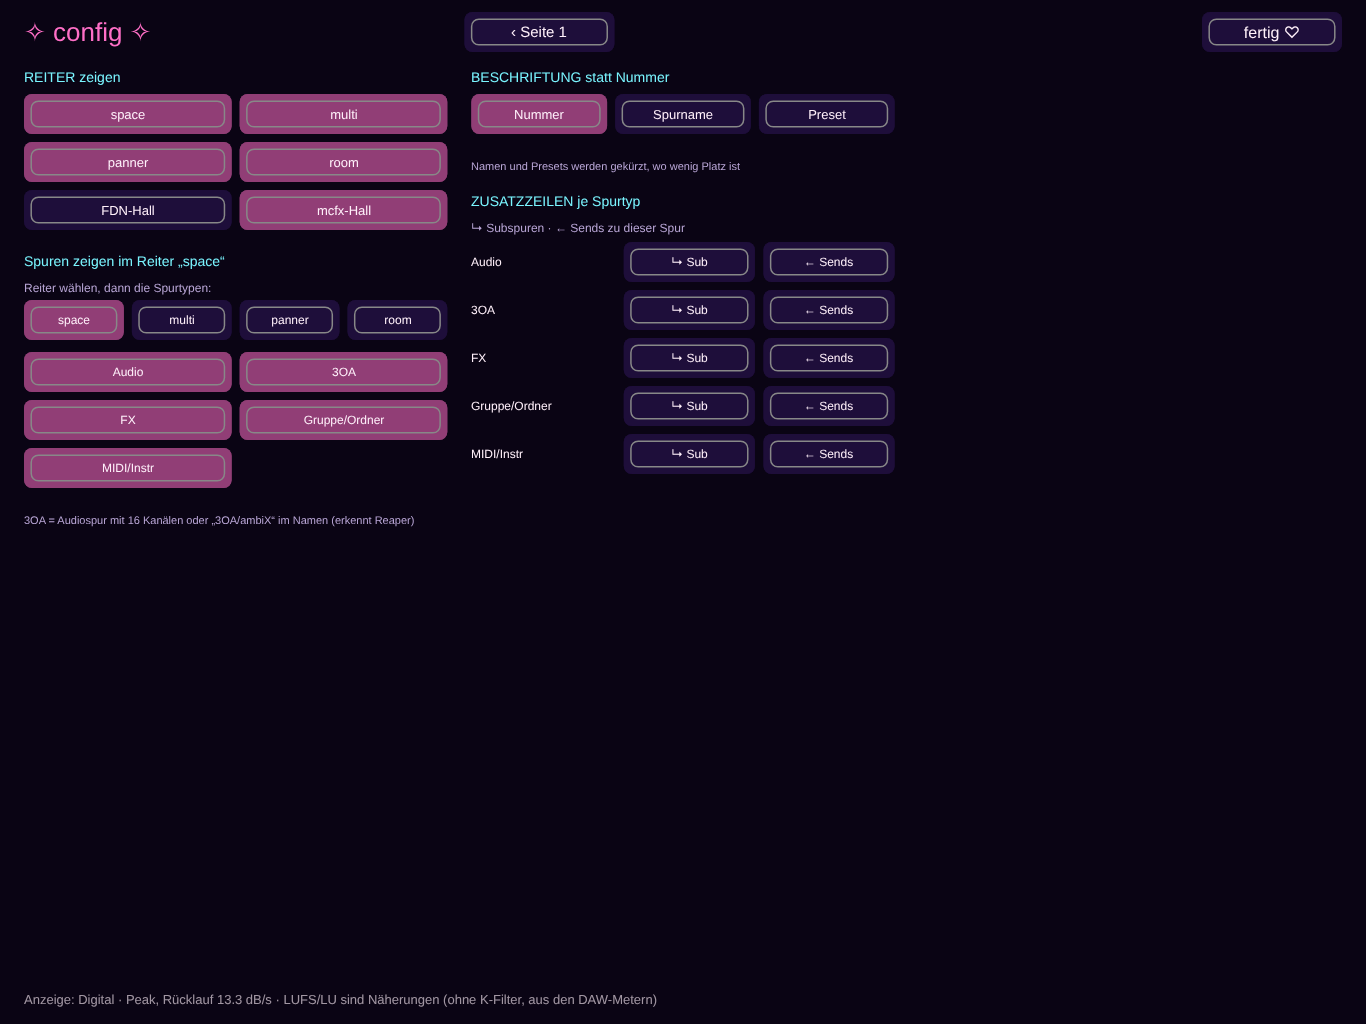 ✧ config ✧
‹ Seite 1
fertig ♡
REITER zeigen
space
multi
panner
room
FDN-Hall
mcfx-Hall
Spuren zeigen im Reiter „space“
Reiter wählen, dann die Spurtypen:
space
multi
panner
room
Audio
3OA
FX
Gruppe/Ordner
MIDI/Instr
3OA = Audiospur mit 16 Kanälen oder „3OA/ambiX“ im Namen (erkennt Reaper)
BESCHRIFTUNG statt Nummer
Nummer
Spurname
Preset
Namen und Presets werden gekürzt, wo wenig Platz ist
ZUSATZZEILEN je Spurtyp
↳ Subspuren · ← Sends zu dieser Spur
Audio
↳ Sub
← Sends
3OA
↳ Sub
← Sends
FX
↳ Sub
← Sends
Gruppe/Ordner
↳ Sub
← Sends
MIDI/Instr
↳ Sub
← Sends
Anzeige: Digital · Peak, Rücklauf 13.3 dB/s · LUFS/LU sind Näherungen (ohne K-Filter, aus den DAW-Metern)